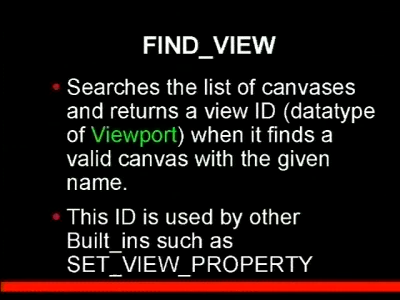 FIND_VIEW
• Searches the list of canvases
and returns a view ID (datatype
of Viewport) when it finds a
valid canvas with the given
name.
• This ID is used by other
Built_ins such as
SET_VIEW_PROPERTY